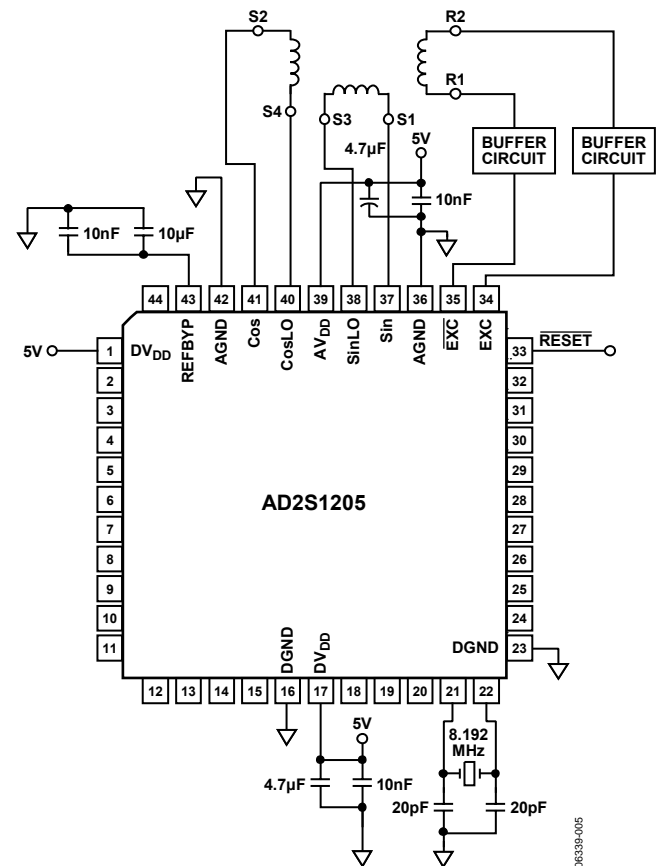 S2
R2
S4
S3
S1
R1
4.7µF
5V
BUFFER
CIRCUIT
BUFFER
CIRCUIT
10nF
10nF
10µF
44
43
42
41
40
39
38
37
36
35
34
REFBYP
AGND
Cos
CosLO
AVDD
SinLO
Sin
AGND
EXC
EXC
5V
1
DVDD
2
3
4
5
6
7
8
9
10
11
33
RESET
32
31
30
29
28
27
26
25
24
23
AD2S1205
DGND
DVDD
DGND
12
13
14
15
16
17
18
19
20
21
22
5V
4.7µF
10nF
8.192
MHz
20pF
20pF
06339-005